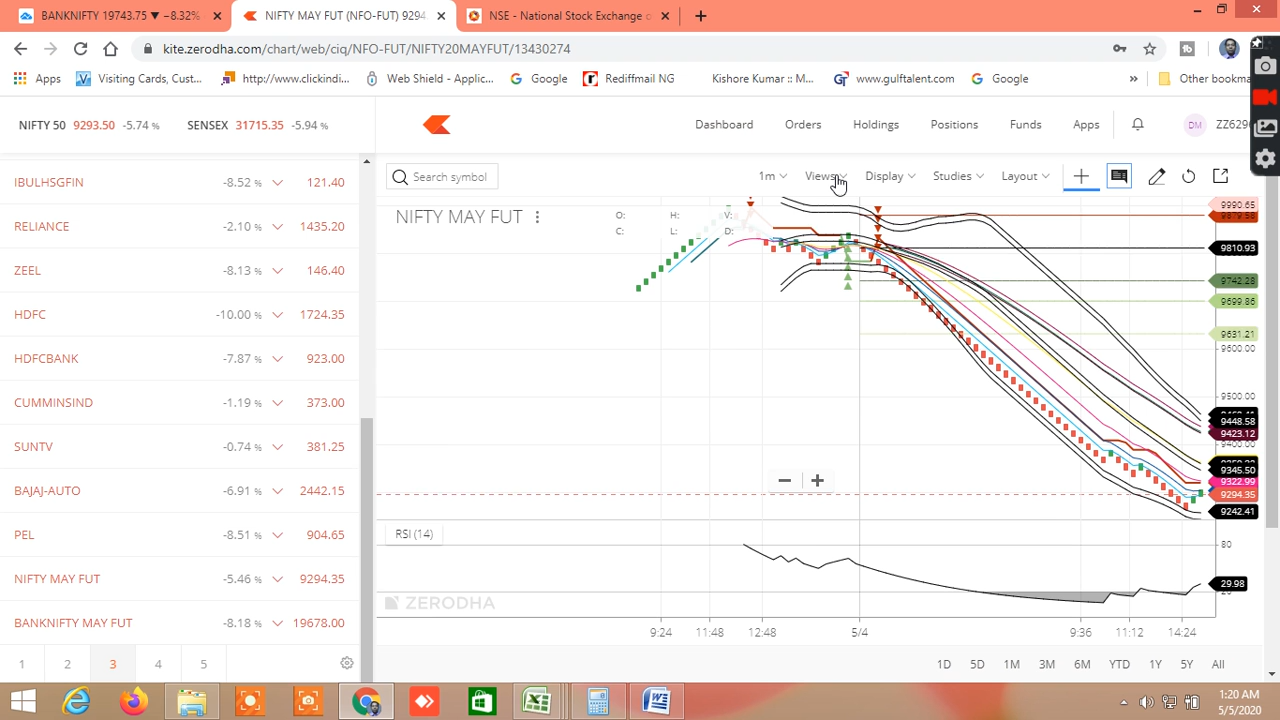 BANKNIFTY 19743.75 ▼ −8.32%
NIFTY MAY FUT (NFO-FUT) 9294
NSE - National Stock Exchange o
kite.zerodha.com/chart/web/ciq/NFO-FUT/NIFTY20MAYFUT/13430274
Apps Visiting Cards, Cust... http://www.clickindi... Web Shield - Applic... Google Rediffmail NG Kishore Kumar :: M... www.gulftalent.com Google » Other bookma
NIFTY 50 9293.50 -5.74 % SENSEX 31715.35 -5.94 %
Dashboard Orders Holdings Positions Funds Apps DM ZZ629
IBULHSGFIN -8.52 % 121.40
RELIANCE -2.10 % 1435.20
ZEEL -8.13 % 146.40
HDFC -10.00 % 1724.35
HDFCBANK -7.87 % 923.00
CUMMINSIND -1.19 % 373.00
SUNTV -0.74 % 381.25
BAJAJ-AUTO -6.91 % 2442.15
PEL -8.51 % 904.65
NIFTY MAY FUT -5.46 % 9294.35
BANKNIFTY MAY FUT -8.18 % 19678.00
1 2 3 4 5
Search symbol 1m Views Display Studies Layout
NIFTY MAY FUT
O: H: V:
C: L: D:
9990.65
9879.58
9810.93
9742.28
9699.86
9631.21
9600.00
9500.00
9448.58
9423.12
9400.00
9345.50
9322.99
9294.35
9242.41
RSI (14)
80
29.98
ZERODHA
9:24 11:48 12:48 5/4 9:36 11:12 14:24
1D 5D 1M 3M 6M YTD 1Y 5Y All
1:20 AM
5/5/2020